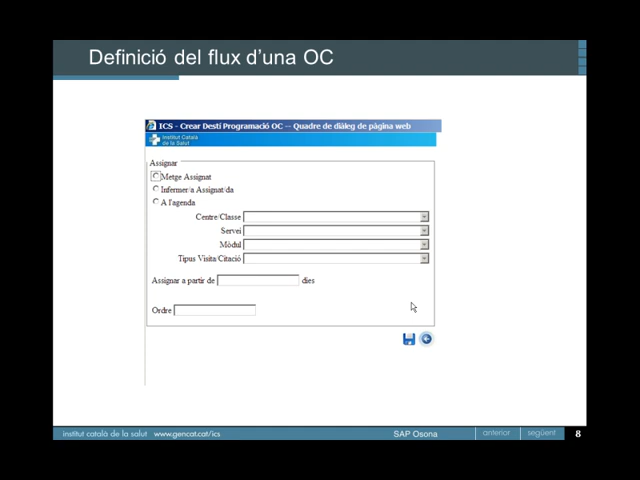 Definició del flux d'una OC
ICS - Crear Destí Programació OC -- Quadre de diàleg de pàgina web
Institut Català
de la Salut
Assignar
Metge Assignat
Infermer/a Assignat/da
A l'agenda
Centre/Classe
Servei
Mòdul
Tipus Visita/Citació
Assignar a partir de dies
Ordre
institut català de la salut www.gencat.cat/ics SAP Osona anterior següent 8